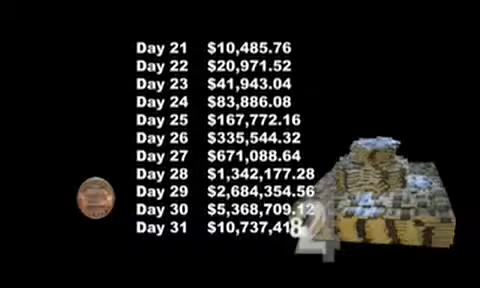 Day 21 $10,485.76
Day 22 $20,971.52
Day 23 $41,943.04
Day 24 $83,886.08
Day 25 $167,772.16
Day 26 $335,544.32
Day 27 $671,088.64
Day 28 $1,342,177.28
Day 29 $2,684,354.56
Day 30 $5,368,709.12
Day 31 $10,737,418